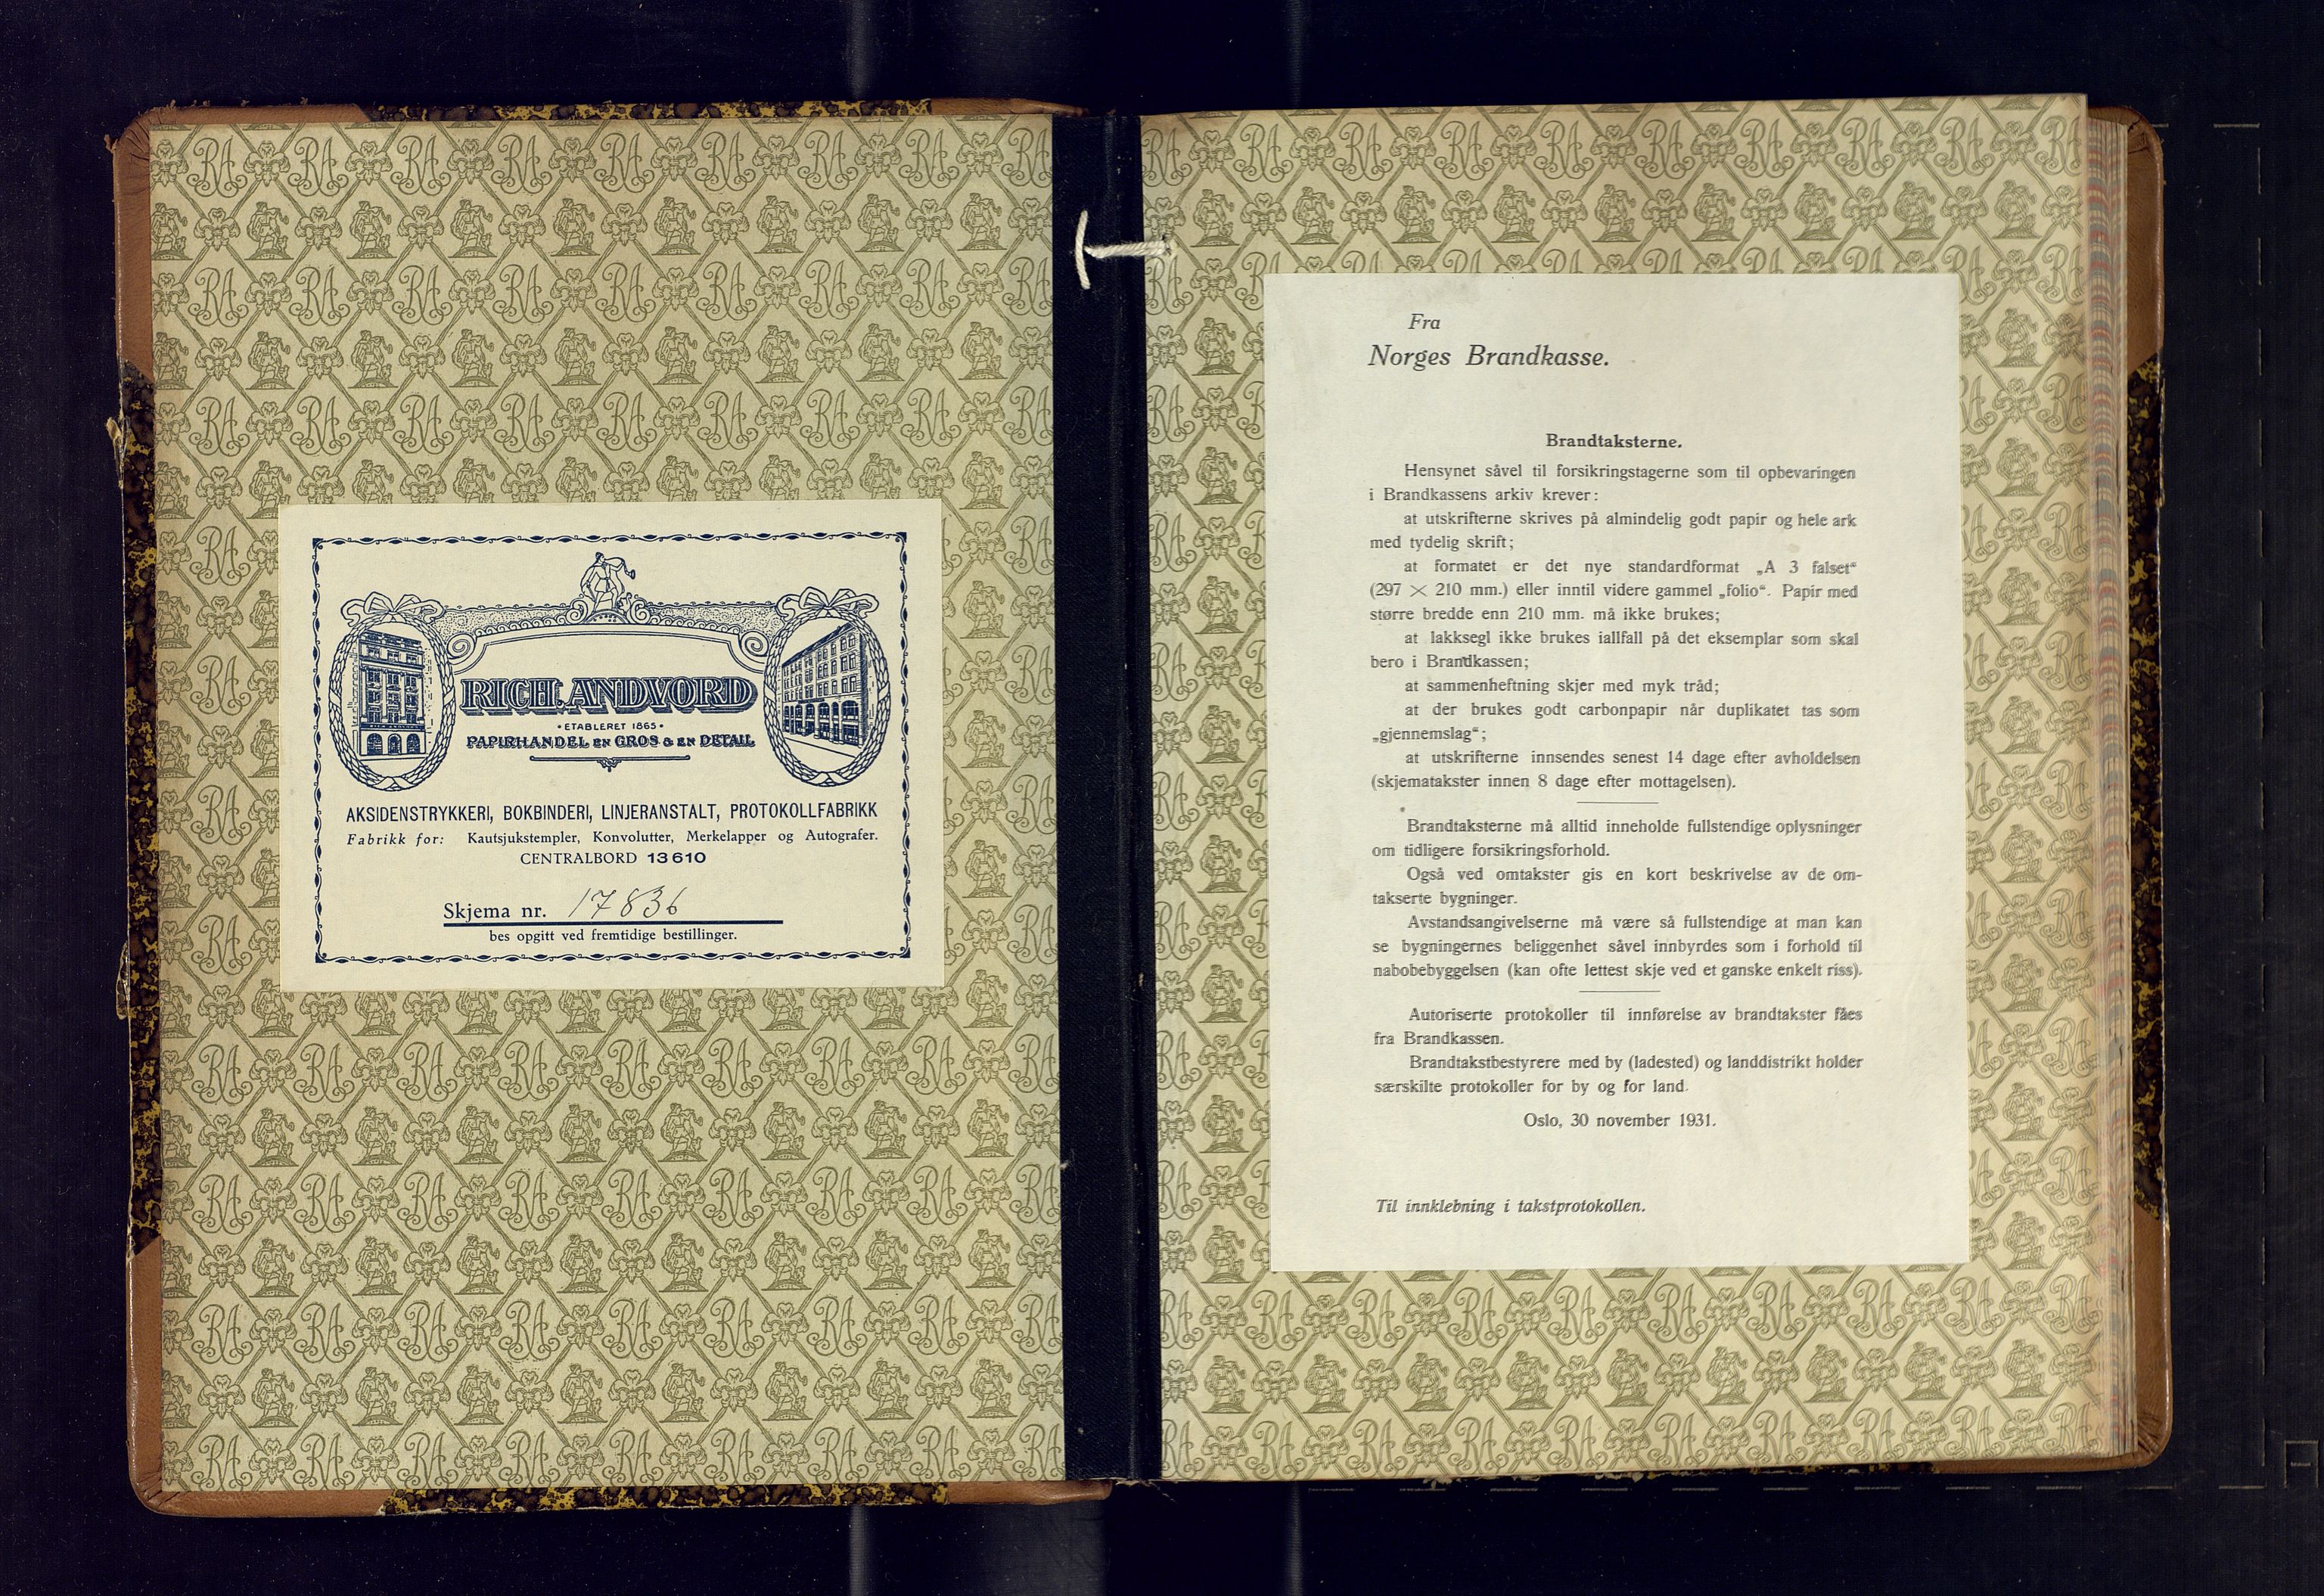 RICH. ANDVORD
• ETABLERET 1865 •
PAPIRHANDEL EN GROS & EN DETAIL
AKSIDENSTRYKKERI, BOKBINDERI, LINJERANSTALT, PROTOKOLLFABRIKK
Fabrikk for: Kautsjukstempler, Konvolutter, Merkelapper og Autografer.
CENTRALBORD 13610
Skjema nr. 17836
bes opgitt ved fremtidige bestillinger.
Fra
Norges Brandkasse.
Brandtaksterne.
Hensynet såvel til forsikringstagerne som til opbevaringen
i Brandkassens arkiv krever:
at utskrifterne skrives på almindelig godt papir og hele ark
med tydelig skrift;
at formatet er det nye standardformat „A 3 falset“
(297 × 210 mm.) eller inntil videre gammel „folio“. Papir med
større bredde enn 210 mm. må ikke brukes;
at lakksegl ikke brukes iallfall på det eksemplar som skal
bero i Brandkassen;
at sammenheftning skjer med myk tråd;
at der brukes godt carbonpapir når duplikatet tas som
„gjennemslag“;
at utskrifterne innsendes senest 14 dage efter avholdelsen
(skjematakster innen 8 dage efter mottagelsen).
Brandtaksterne må alltid inneholde fullstendige oplysninger
om tidligere forsikringsforhold.
Også ved omtakster gis en kort beskrivelse av de om-
takserte bygninger.
Avstandsangivelserne må være så fullstendige at man kan
se bygningernes beliggenhet såvel innbyrdes som i forhold til
nabobebyggelsen (kan ofte lettest skje ved et ganske enkelt riss).
Autoriserte protokoller til innførelse av brandtakster fåes
fra Brandkassen.
Brandtakstbestyrere med by (ladested) og landdistrikt holder
særskilte protokoller for by og for land.
Oslo, 30 november 1931.
Til innklebning i takstprotokollen.